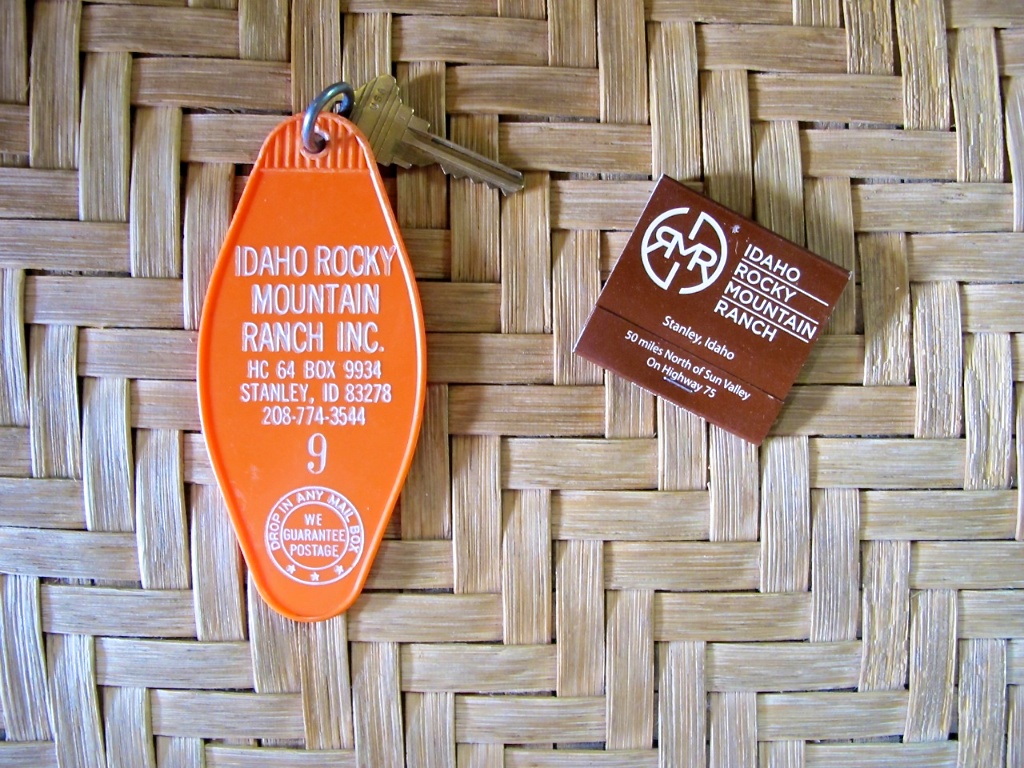 IDAHO ROCKY
MOUNTAIN
RANCH INC.
HC 64 BOX 9934
STANLEY, ID 83278
208-774-3544
9
DROP IN ANY MAIL BOX
WE
GUARANTEE
POSTAGE
RMR
IDAHO
ROCKY
MOUNTAIN
RANCH
Stanley, Idaho
50 miles North of Sun Valley
On Highway 75